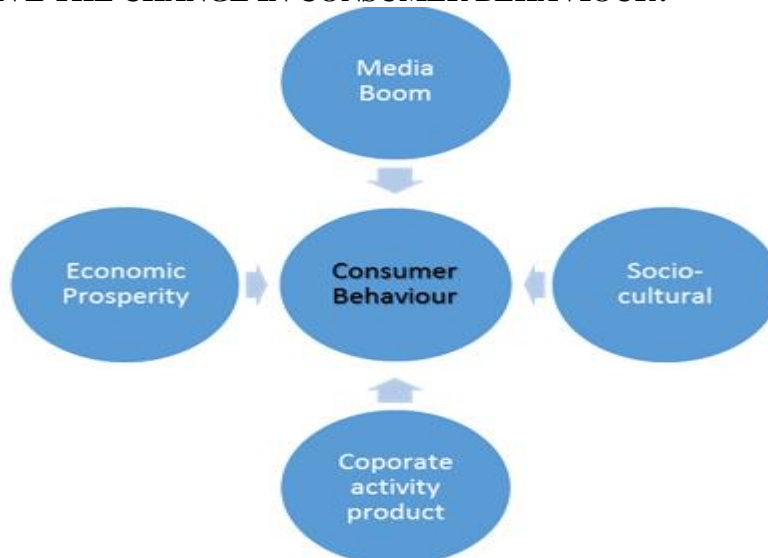 Media
Boom
Economic
Prosperity
Consumer
Behaviour
Socio-
cultural
Coporate
activity
product